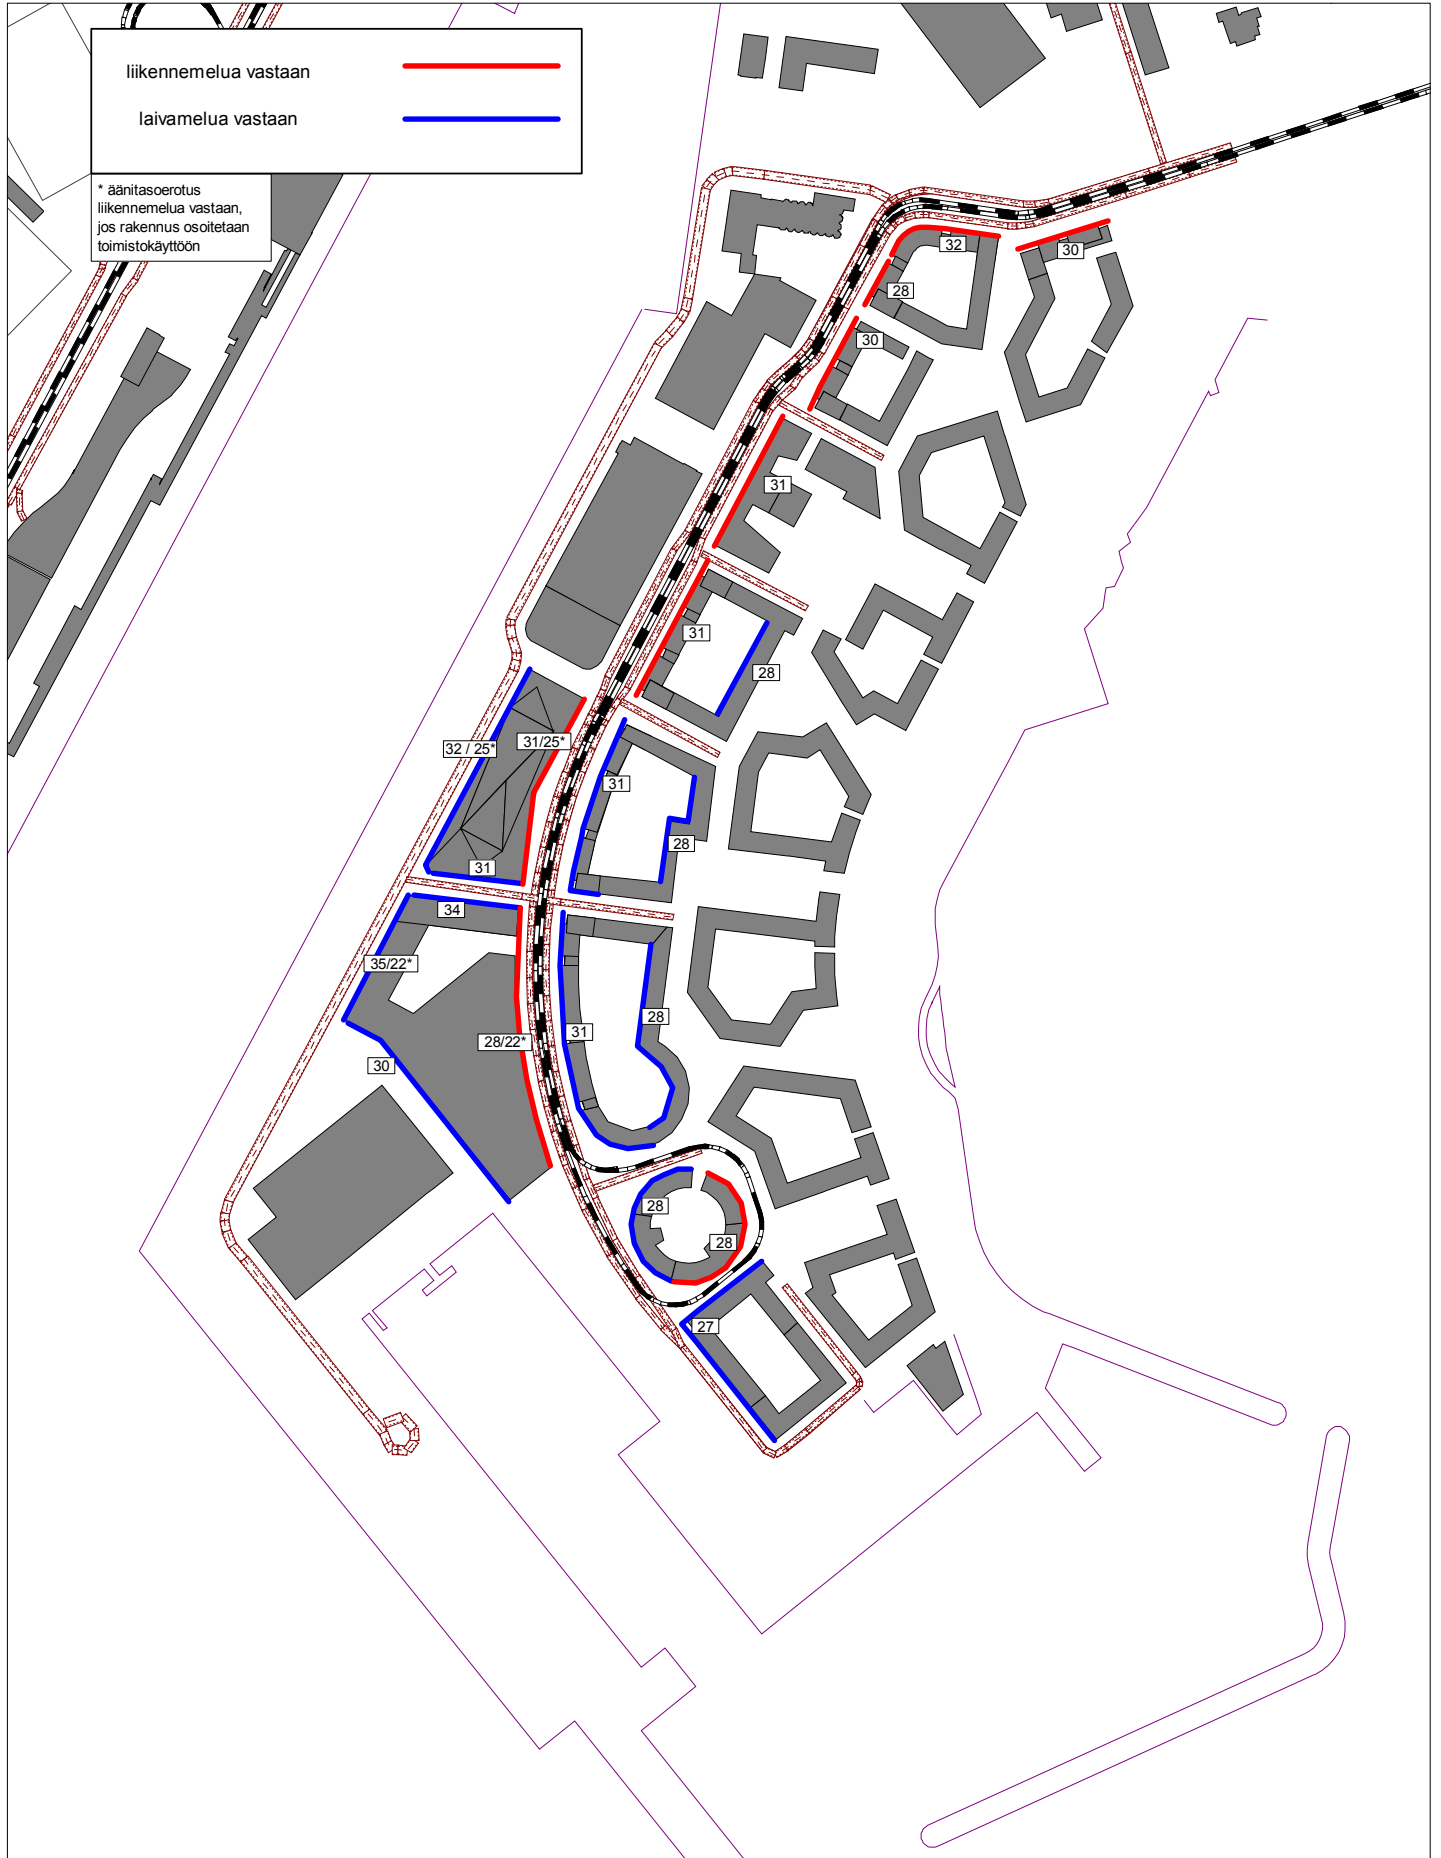 liikennemelua vastaan
laivamelua vastaan
* äänitasoerotus
liikennemelua vastaan,
jos rakennus osoitetaan
toimistokäyttöön
32
30
28
30
31
31
28
32 / 25*
31/25*
31
28
31
34
35/22*
28
31
28/22*
30
28
28
27